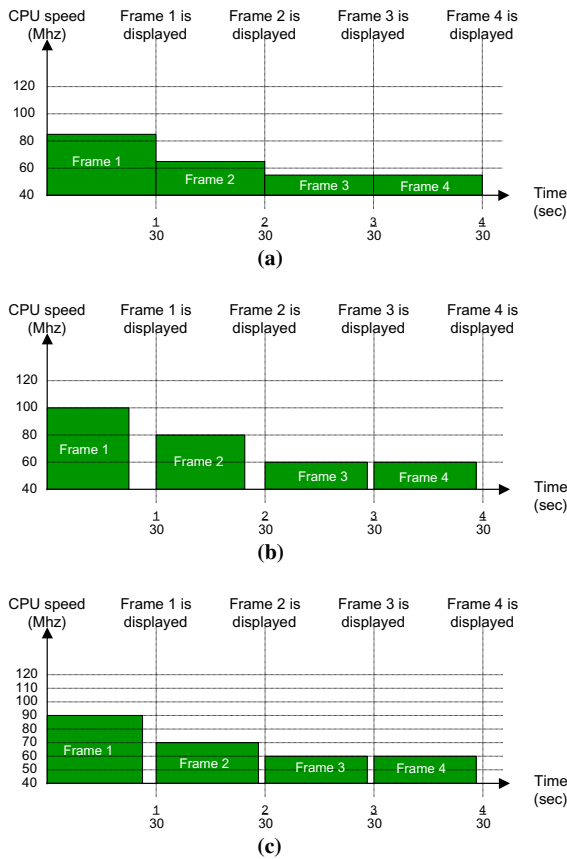 CPU speed Frame 1 is Frame 2 is Frame 3 is Frame 4 is
(Mhz) displayed displayed displayed displayed
120
100
80
Frame 1
60
Frame 2
Frame 3 Frame 4
40
Time
(sec)
1 2 3 4
30 30 30 30
(a)
CPU speed Frame 1 is Frame 2 is Frame 3 is Frame 4 is
(Mhz) displayed displayed displayed displayed
120
100
80
Frame 1
Frame 2
60
Frame 3 Frame 4
40
Time
(sec)
1 2 3 4
30 30 30 30
(b)
CPU speed Frame 1 is Frame 2 is Frame 3 is Frame 4 is
(Mhz) displayed displayed displayed displayed
120
110
100
90
80
70
Frame 1
60
Frame 2 Frame 3 Frame 4
50
40
Time
(sec)
1 2 3 4
30 30 30 30
(c)